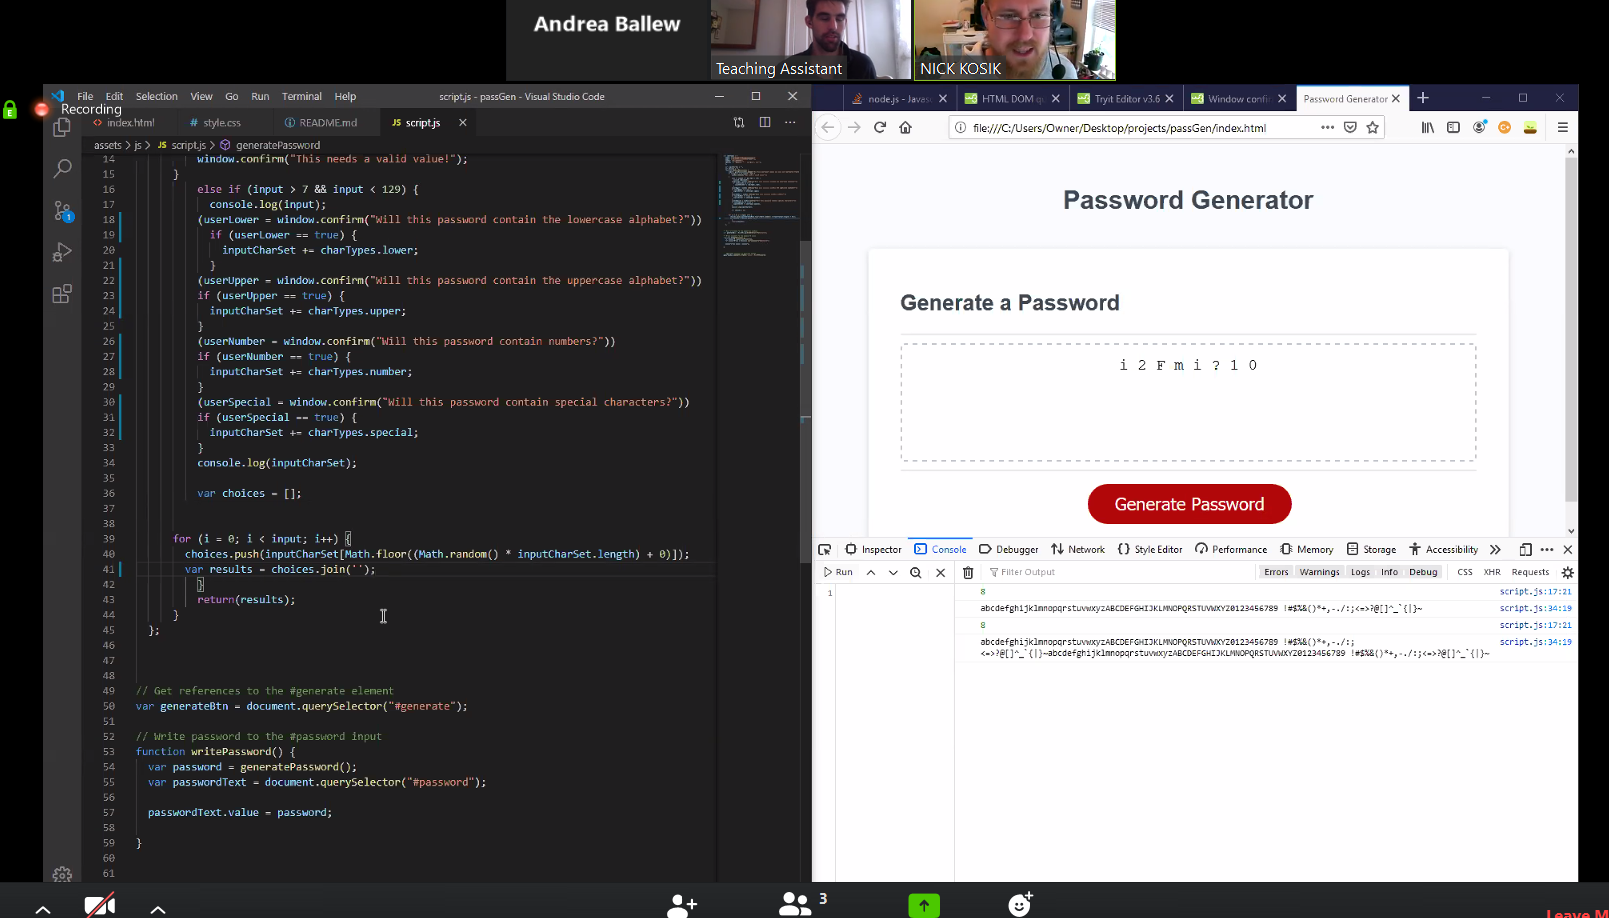 Andrea Ballew
Teaching Assistant
NICK KOSIK
Recording
File Edit Selection View Go Run Terminal Help
script.js - passGen - Visual Studio Code
index.html
style.css
README.md
script.js
assets > js > script.js > generatePassword
14 window.confirm("This needs a valid value!");
15 }
16 else if (input > 7 && input < 129) {
17 console.log(input);
18 (userLower = window.confirm("Will this password contain the lowercase alphabet?"))
19 if (userLower == true) {
20 inputCharSet += charTypes.lower;
21 }
22 (userUpper = window.confirm("Will this password contain the uppercase alphabet?"))
23 if (userUpper == true) {
24 inputCharSet += charTypes.upper;
25 }
26 (userNumber = window.confirm("Will this password contain numbers?"))
27 if (userNumber == true) {
28 inputCharSet += charTypes.number;
29 }
30 (userSpecial = window.confirm("Will this password contain special characters?"))
31 if (userSpecial == true) {
32 inputCharSet += charTypes.special;
33 }
34 console.log(inputCharSet);
35
36 var choices = [];
37
38
39 for (i = 0; i < input; i++) {
40 choices.push(inputCharSet[Math.floor((Math.random() * inputCharSet.length) + 0)]);
41 var results = choices.join('');
42 }
43 return(results);
44 }
45 };
46
47
48
49 // Get references to the #generate element
50 var generateBtn = document.querySelector("#generate");
51
52 // Write password to the #password input
53 function writePassword() {
54 var password = generatePassword();
55 var passwordText = document.querySelector("#password");
56
57 passwordText.value = password;
58
59 }
60
61
1
node.js - Javasc
HTML DOM qu
Tryit Editor v3.6
Window confir
Password Generator
file:///C:/Users/Owner/Desktop/projects/passGen/index.html
Password Generator
Generate a Password
i 2 F m i ? 1 0
Generate Password
Inspector Console Debugger Network Style Editor Performance Memory Accessibility
Run
Filter Output
Errors Warnings Logs Info Debug CSS XHR Requests
1
8 script.js:17:21
abcdefghijklmnopqrstuvwxyzABCDEFGHIJKLMNOPQRSTUVWXYZ0123456789 !#$%&()*+,-./:;<=>?@[]^_`{|}~ script.js:34:19
8 script.js:17:21
abcdefghijklmnopqrstuvwxyzABCDEFGHIJKLMNOPQRSTUVWXYZ0123456789 !#$%&()*+,-./:; script.js:34:19
<=>?@[]^_`{|}~abcdefghijklmnopqrstuvwxyzABCDEFGHIJKLMNOPQRSTUVWXYZ0123456789 !#$%&()*+,-./:;<=>?@[]^_`{|}~
3
Leave M